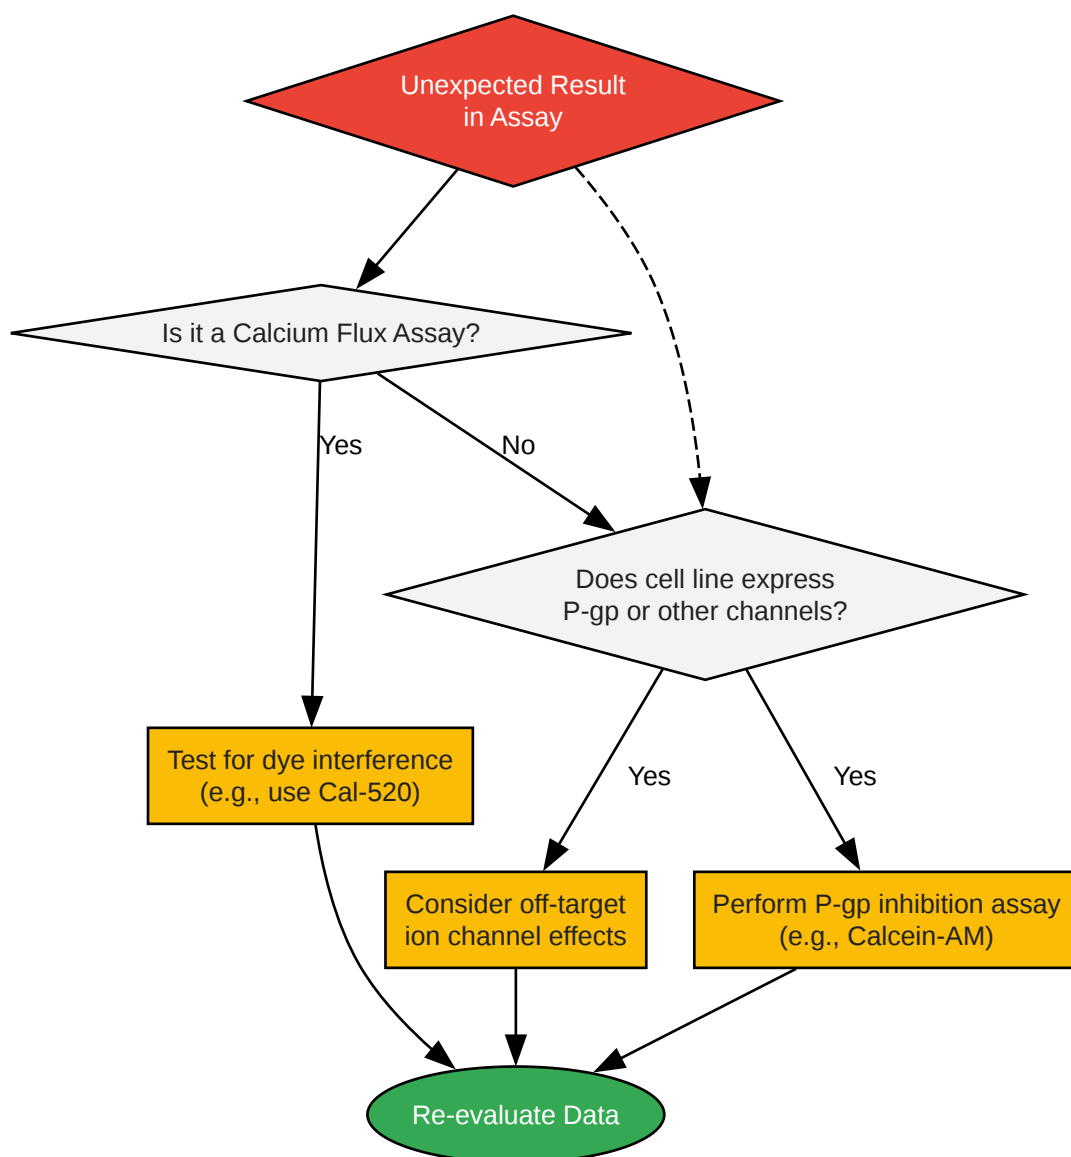 Unexpected Result
in Assay
Is it a Calcium Flux Assay?
Yes
No
Does cell line express
P-gp or other channels?
Test for dye interference
(e.g., use Cal-520)
Yes
Yes
Consider off-target
ion channel effects
Perform P-gp inhibition assay
(e.g., Calcein-AM)
Re-evaluate Data